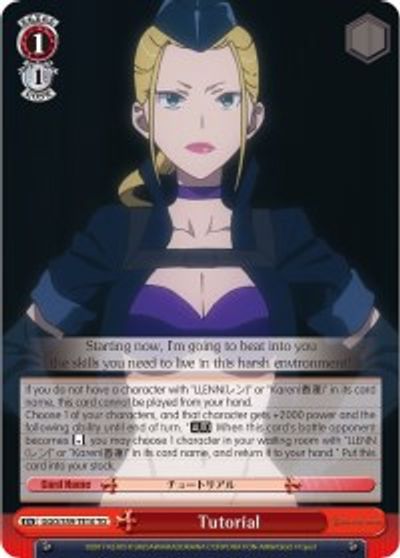 1
1
Starting now, I'm going to beat into you
the skills you need to live in this harsh environment!
If you do not have a character with "LLENN(レン)" or "Karen(香蓮)" in its card
name, this card cannot be played from your hand.
Choose 1 of your characters, and that character gets +2000 power and the
following ability until end of turn. "When this card's battle opponent
becomes, you may choose 1 character in your waiting room with "LLENN
(レン)" or "Karen(香蓮)" in its card name, and return it to your hand." Put this
card into your stock.
Card Name チュートリアル
Tutorial